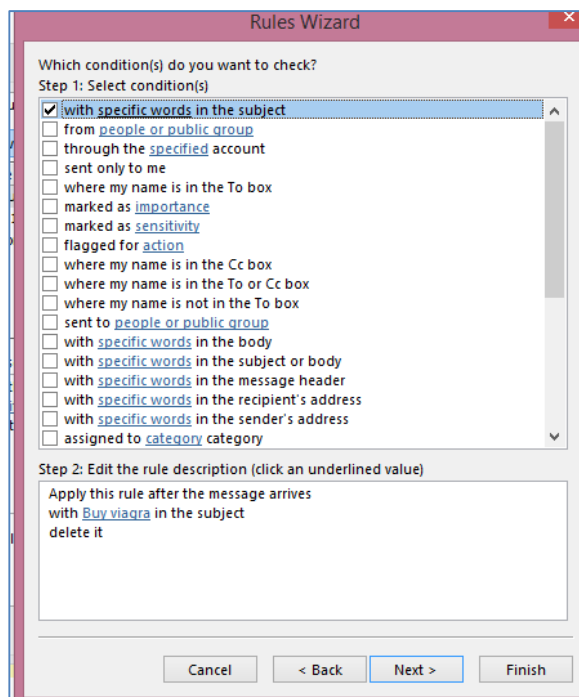 Rules Wizard
Which condition(s) do you want to check?
Step 1: Select condition(s)
with specific words in the subject
from people or public group
through the specified account
sent only to me
where my name is in the To box
marked as importance
marked as sensitivity
flagged for action
where my name is in the Cc box
where my name is in the To or Cc box
where my name is not in the To box
sent to people or public group
with specific words in the body
with specific words in the subject or body
with specific words in the message header
with specific words in the recipient's address
with specific words in the sender's address
assigned to category category
Step 2: Edit the rule description (click an underlined value)
Apply this rule after the message arrives
with Buy viagra in the subject
delete it
Cancel < Back Next > Finish